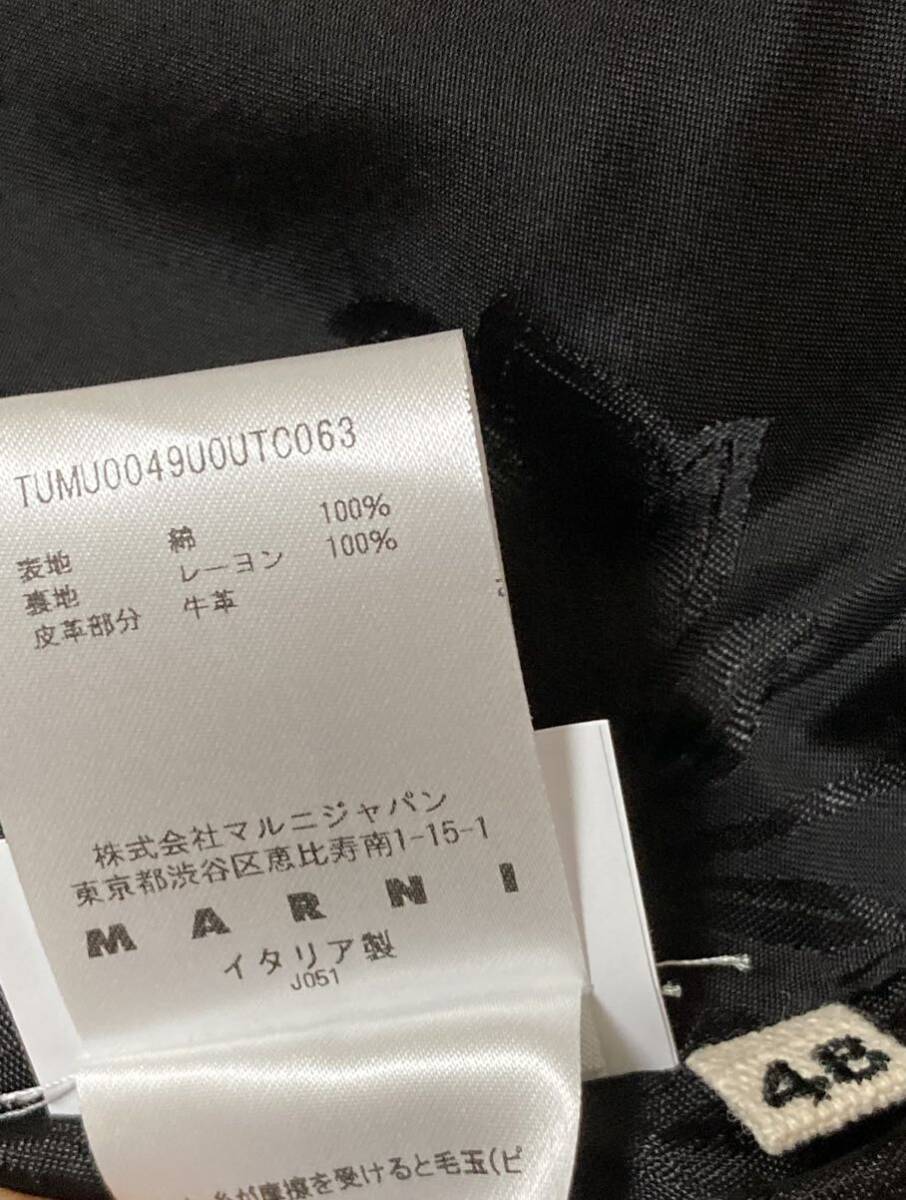 TUMU0049U0UTC063
表地 綿 100%
裏地 レーヨン 100%
皮革部分 牛革
株式会社マルニジャパン
東京都渋谷区恵比寿南1-15-1
MARNI
イタリア製
J051
48
糸が摩擦を受けると毛玉(ピ